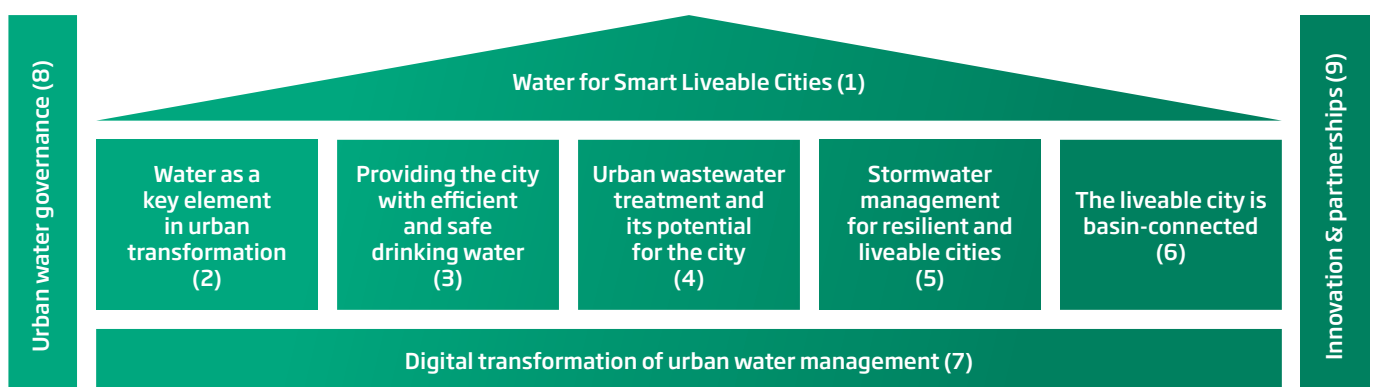 Urban water governance (8)
Water for Smart Liveable Cities (1)
Water as a
key element
in urban
transformation
(2)
Providing the city
with efficient
and safe
drinking water
(3)
Urban wastewater
treatment and
its potential
for the city
(4)
Stormwater
management
for resilient and
liveable cities
(5)
The liveable city is
basin-connected
(6)
Digital transformation of urban water management (7)
Innovation & partnerships (9)